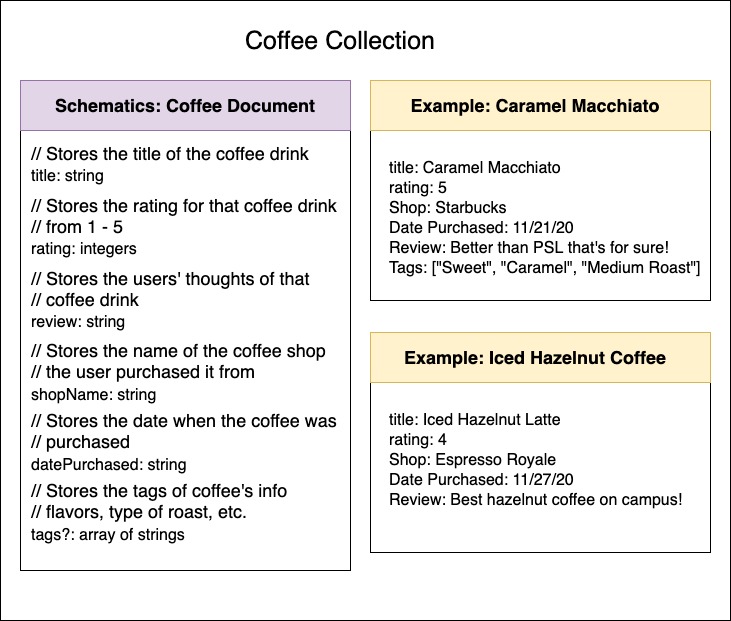 Coffee Collection
Schematics: Coffee Document
// Stores the title of the coffee drink
title: string
// Stores the rating for that coffee drink
// from 1 - 5
rating: integers
// Stores the users' thoughts of that
// coffee drink
review: string
// Stores the name of the coffee shop
// the user purchased it from
shopName: string
// Stores the date when the coffee was
// purchased
datePurchased: string
// Stores the tags of coffee's info
// flavors, type of roast, etc.
tags?: array of strings
Example: Caramel Macchiato
title: Caramel Macchiato
rating: 5
Shop: Starbucks
Date Purchased: 11/21/20
Review: Better than PSL that's for sure!
Tags: ["Sweet", "Caramel", "Medium Roast"]
Example: Iced Hazelnut Coffee
title: Iced Hazelnut Latte
rating: 4
Shop: Espresso Royale
Date Purchased: 11/27/20
Review: Best hazelnut coffee on campus!